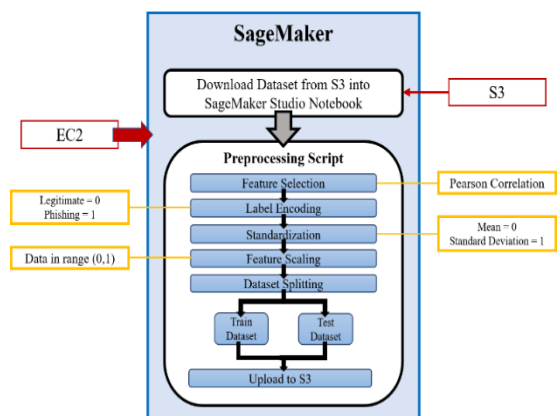 SageMaker
Download Dataset from S3 into
SageMaker Studio Notebook
S3
EC2
Preprocessing Script
Feature Selection
Pearson Correlation
Legitimate = 0
Phishing = 1
Label Encoding
Standardization
Mean = 0
Standard Deviation = 1
Data in range (0,1)
Feature Scaling
Dataset Splitting
Train
Dataset
Test
Dataset
Upload to S3